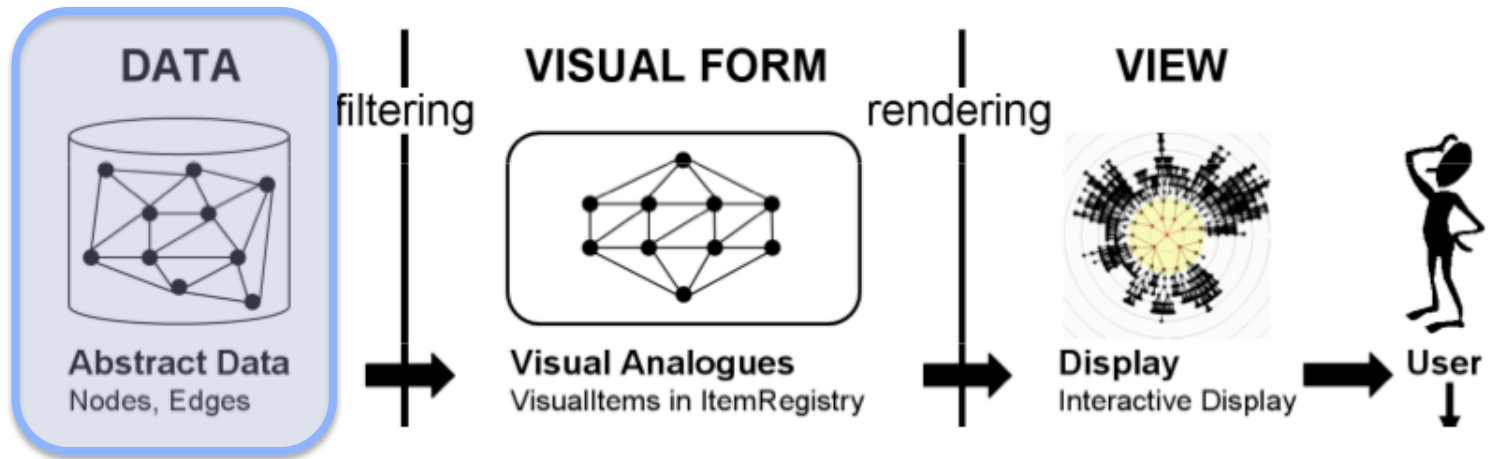 DATA
filtering
VISUAL FORM
rendering
VIEW
Abstract Data
Nodes, Edges
Visual Analogues
VisualItems in ItemRegistry
Display
Interactive Display
User